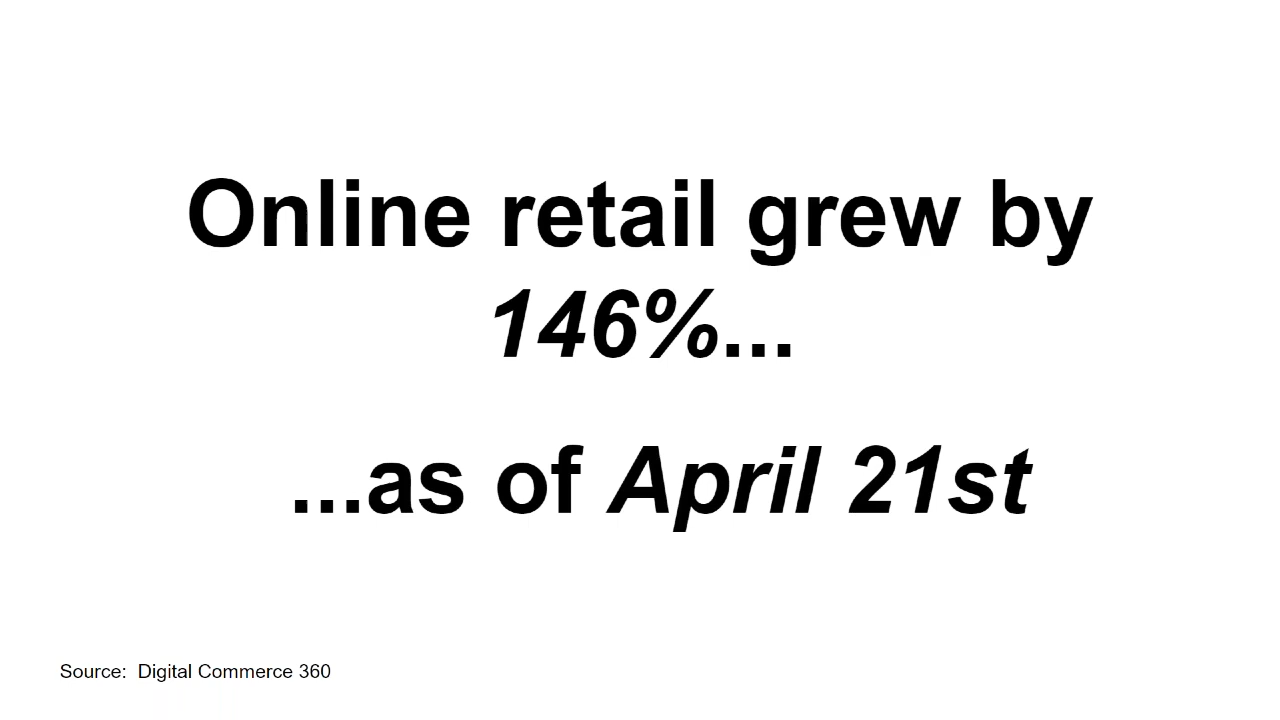 Online retail grew by
146%...
...as of April 21st
Source: Digital Commerce 360